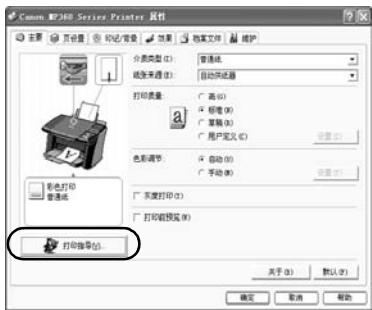 Canon MP360 Series Printer 属性
主要 页设置 印记/背景 效果 档案文件 维护
介质类型(I): 普通纸
纸张来源(E): 自动供纸器
打印质量: 高(G)
标准(R)
草稿(A)
用户定义(C) 设置(S)
色彩调节: 自动(U)
手动(M) 设置(E)
彩色打印
普通纸
灰度打印(Y)
打印前预览(W)
打印指导(V)...
关于(B) 默认(F)
确定 取消 帮助